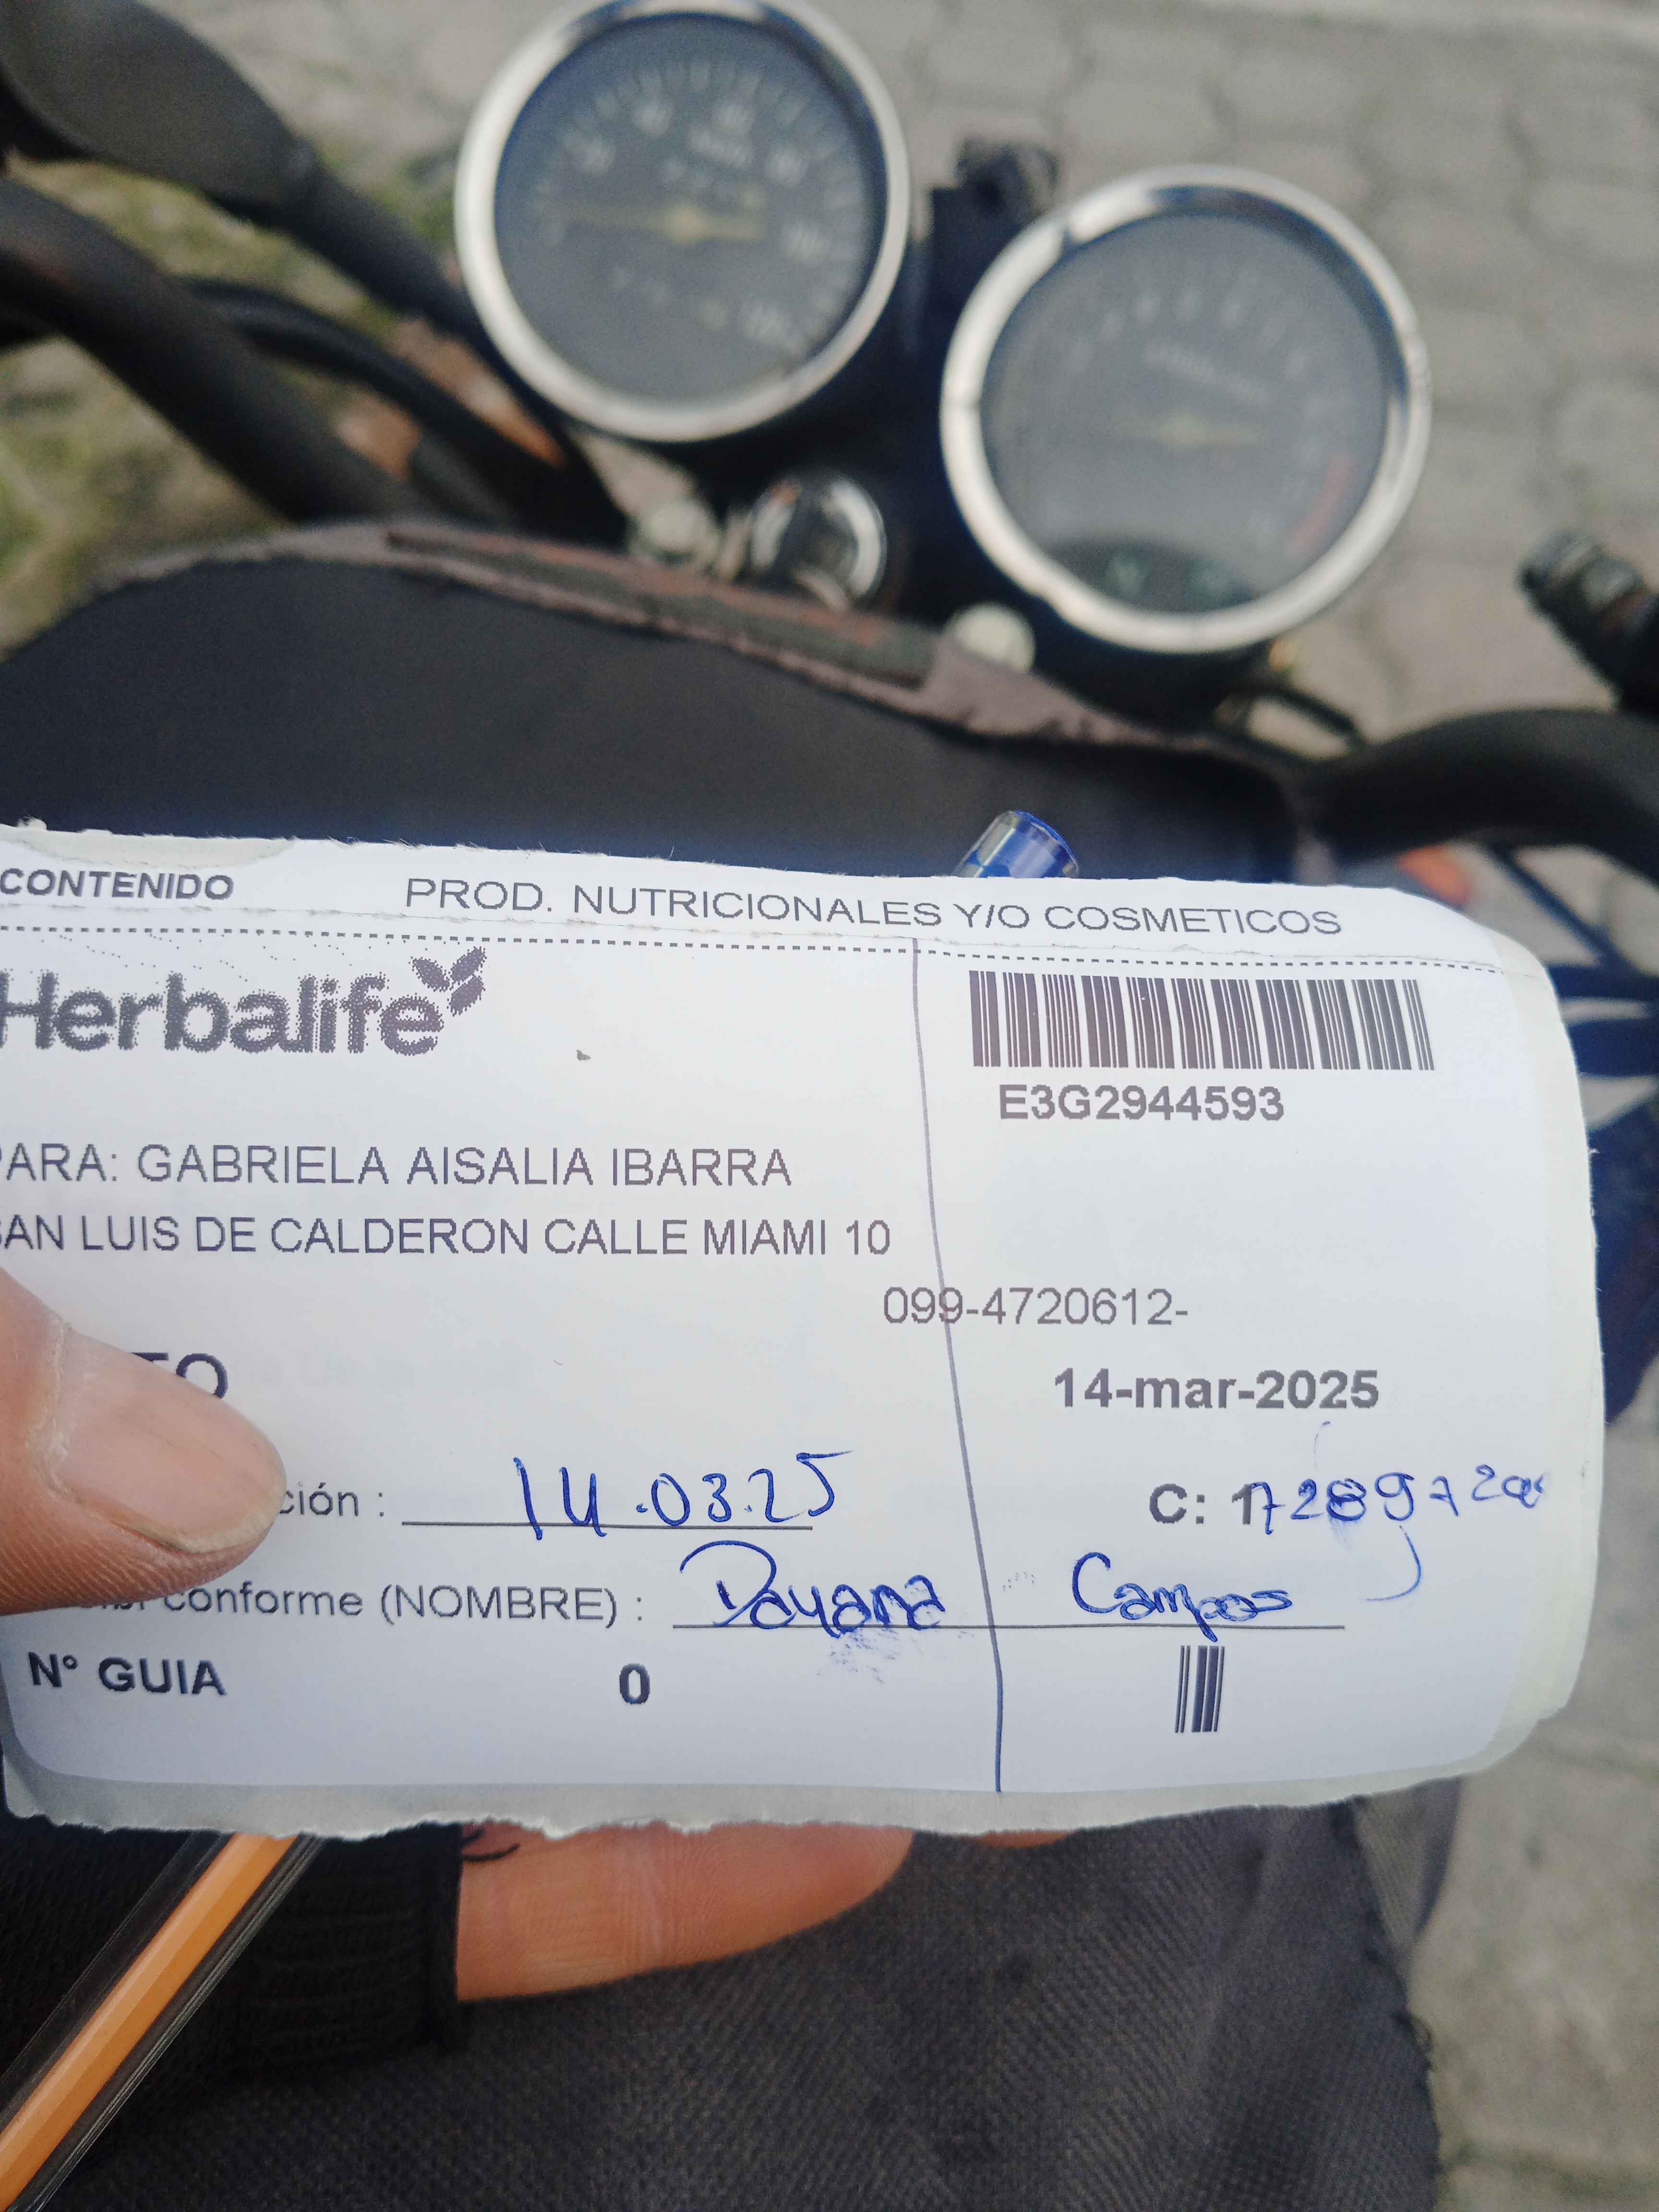 CONTENIDO PROD. NUTRICIONALES Y/O COSMETICOS
Herbalife
E3G2944593
PARA: GABRIELA AISALIA IBARRA
SAN LUIS DE CALDERON CALLE MIAMI 10
099-4720612-
TO
14-mar-2025
ción : 14.03.25
C:
conforme (NOMBRE) : Dayana Campos
N° GUIA 0